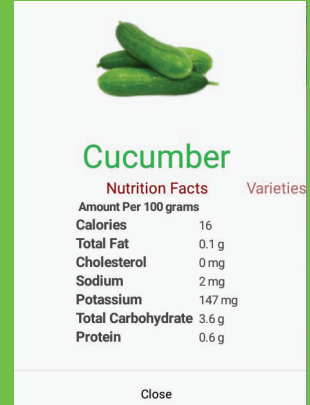 Cucumber
Nutrition Facts Varieties
Amount Per 100 grams
Calories 16
Total Fat 0.1 g
Cholesterol 0 mg
Sodium 2 mg
Potassium 147 mg
Total Carbohydrate 3.6 g
Protein 0.6 g
Close